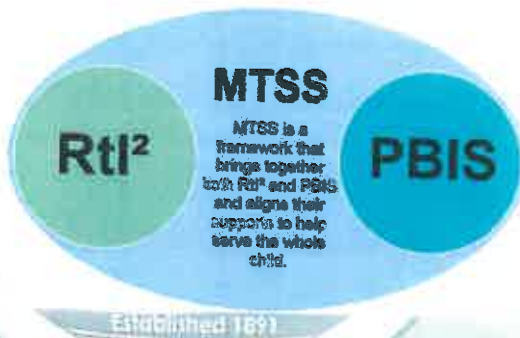 MTSS
RtI²
MTSS is a
framework that
brings together
both RtI² and PBIS
and aligns their
supports to help
serve the whole
child.
PBIS
Established 1891